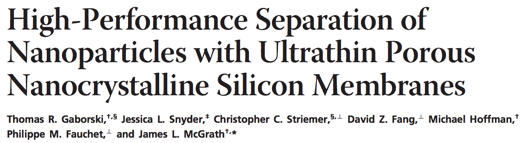 High-Performance Separation of
Nanoparticles with Ultrathin Porous
Nanocrystalline Silicon Membranes
Thomas R. Gaborski,†,§ Jessica L. Snyder,‡ Christopher C. Striemer,§,⊥ David Z. Fang,⊥ Michael Hoffman,†
Philippe M. Fauchet,⊥ and James L. McGrath†,*